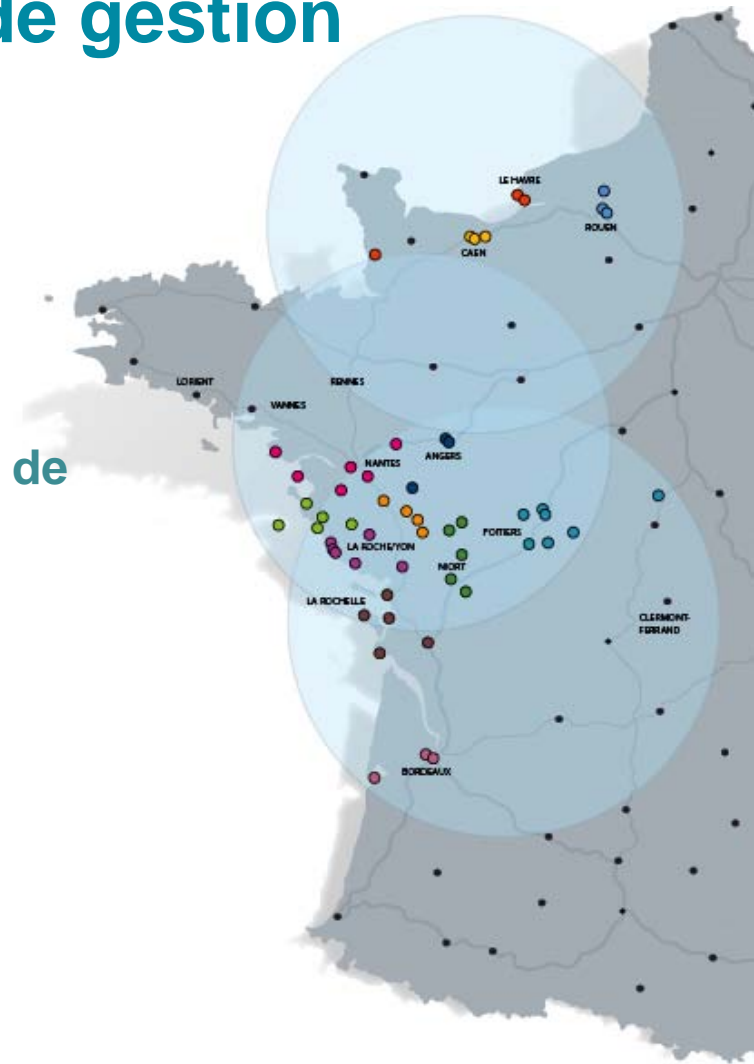 de gestion
LE HAVRE
ROUEN
CAEN
LORIENT
RENNES
VANNES
de
NANTES
ANGERS
POITIERS
LA ROCHE/YON
NIORT
LA ROCHELLE
CLERMONT-
FERRAND
BORDEAUX